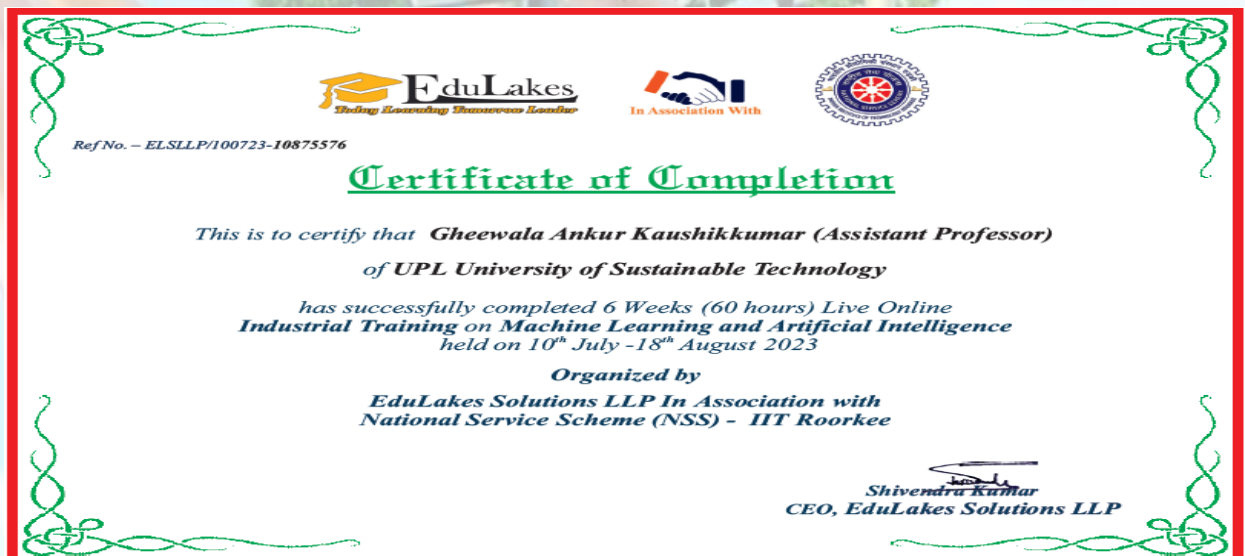 EduLakes
Today Learning Tomorrow Leader
In Association With
Ref No. – ELSLLP/100723-10875576
Certificate of Completion
This is to certify that Gheewala Ankur Kaushikkumar (Assistant Professor)
of UPL University of Sustainable Technology
has successfully completed 6 Weeks (60 hours) Live Online
Industrial Training on Machine Learning and Artificial Intelligence
held on 10th July -18th August 2023
Organized by
EduLakes Solutions LLP In Association with
National Service Scheme (NSS) - IIT Roorkee
Shivendra Kumar
CEO, EduLakes Solutions LLP